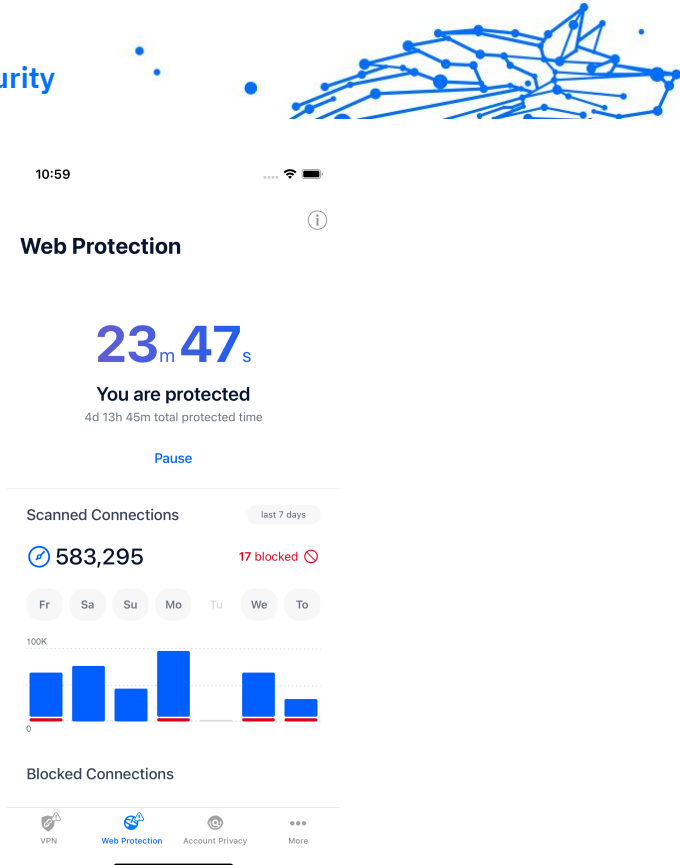 urity
10:59
Web Protection
23m 47s
You are protected
4d 13h 45m total protected time
Pause
Scanned Connections last 7 days
583,295 17 blocked
Fr Sa Su Mo Tu We To
100K
0
Blocked Connections
VPN Web Protection Account Privacy More